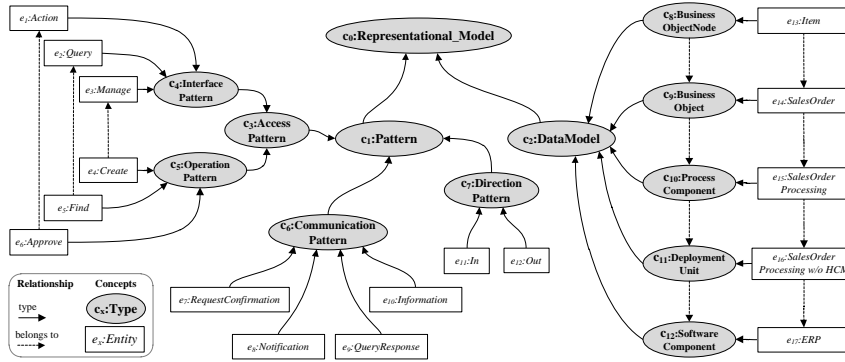 e1:Action
e2:Query
e3:Manage
e4:Create
e5:Find
e6:Approve
c4:Interface
Pattern
c5:Operation
Pattern
c3:Access
Pattern
c0:Representational_Model
c1:Pattern
c2:DataModel
c7:Direction
Pattern
c6:Communication
Pattern
e11:In
e12:Out
e7:RequestConfirmation
e10:Information
e8:Notification
e9:QueryResponse
c8:Business
ObjectNode
c9:Business
Object
c10:Process
Component
c11:Deployment
Unit
c12:Software
Component
e13:Item
e14:SalesOrder
e15:SalesOrder
Processing
e16:SalesOrder
Processing w/o HCM
e17:ERP
Relationship
type
belongs to
Concepts
cx:Type
ex:Entity